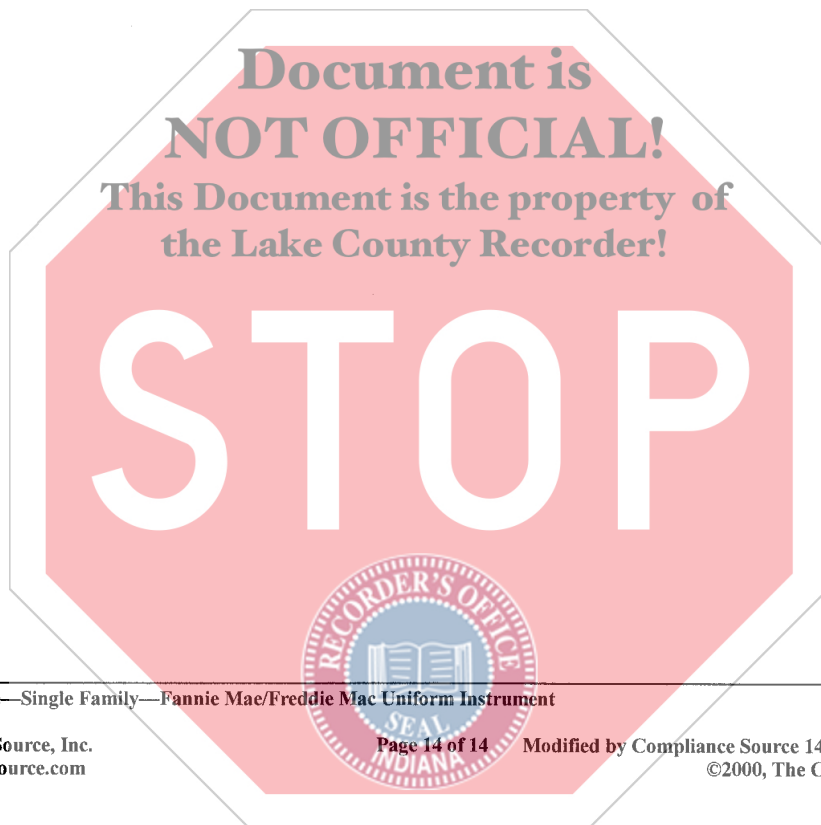 Document is
NOT OFFICIAL!
This Document is the property of
the Lake County Recorder!
STOP
RECORDER'S OFFICE
SEAL
INDIANA
—Single Family—Fannie Mae/Freddie Mac Uniform Instrument
Source, Inc. Page 14 of 14 Modified by Compliance Source 14
ource.com ©2000, The C